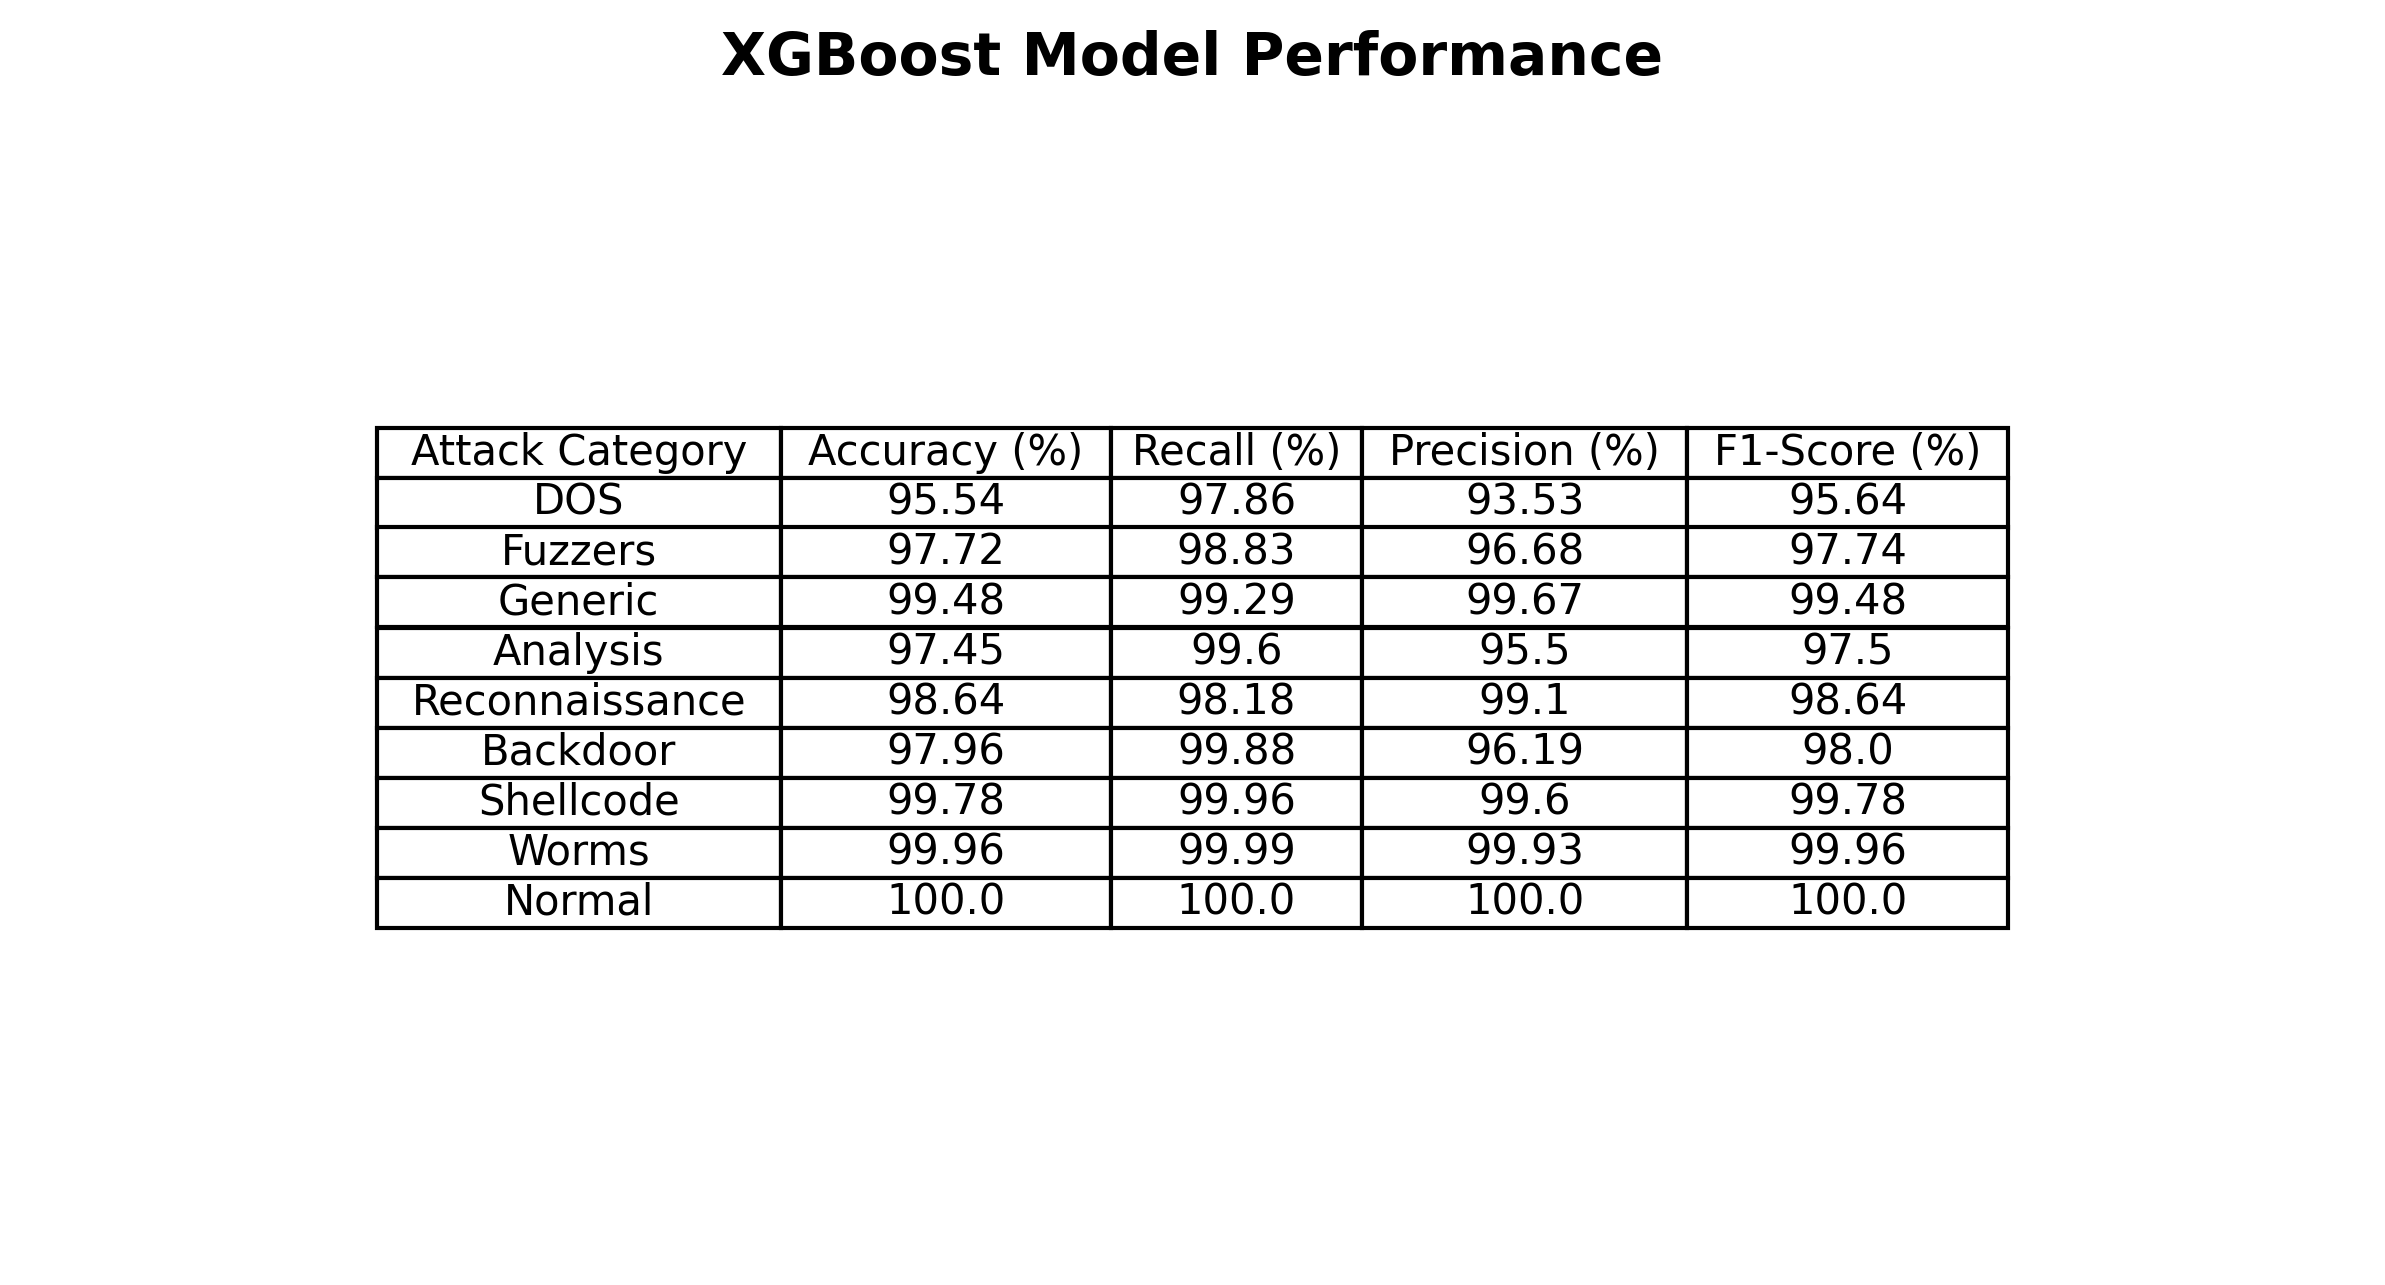 XGBoost Model Performance
Attack Category Accuracy (%) Recall (%) Precision (%) F1-Score (%)
DOS 95.54 97.86 93.53 95.64
Fuzzers 97.72 98.83 96.68 97.74
Generic 99.48 99.29 99.67 99.48
Analysis 97.45 99.6 95.5 97.5
Reconnaissance 98.64 98.18 99.1 98.64
Backdoor 97.96 99.88 96.19 98.0
Shellcode 99.78 99.96 99.6 99.78
Worms 99.96 99.99 99.93 99.96
Normal 100.0 100.0 100.0 100.0